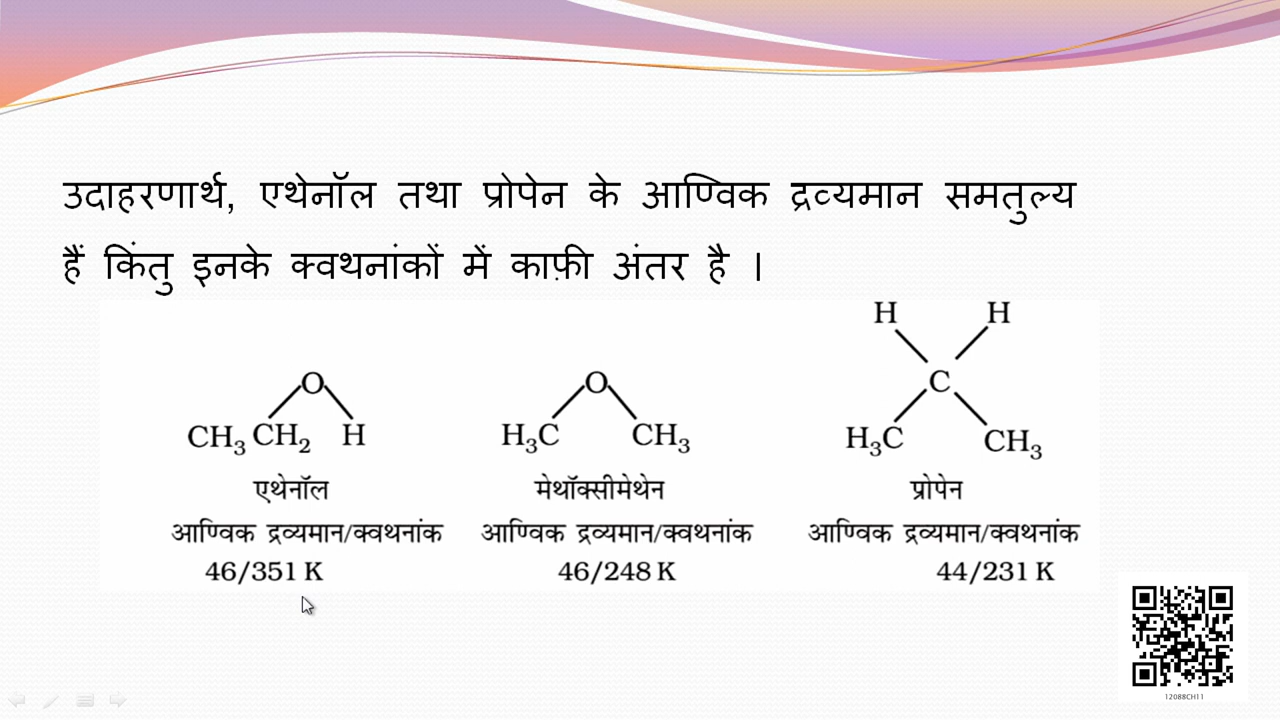 उदाहरणार्थ, एथेनॉल तथा प्रोपेन के आण्विक द्रव्यमान समतुल्य
हैं किंतु इनके क्वथनांकों में काफ़ी अंतर है ।
H H
O O C
CH₃ CH₂ H H₃C CH₃ H₃C CH₃
एथेनॉल मेथॉक्सीमेथेन प्रोपेन
आण्विक द्रव्यमान/क्वथनांक आण्विक द्रव्यमान/क्वथनांक आण्विक द्रव्यमान/क्वथनांक
46/351 K 46/248 K 44/231 K
12088CH11